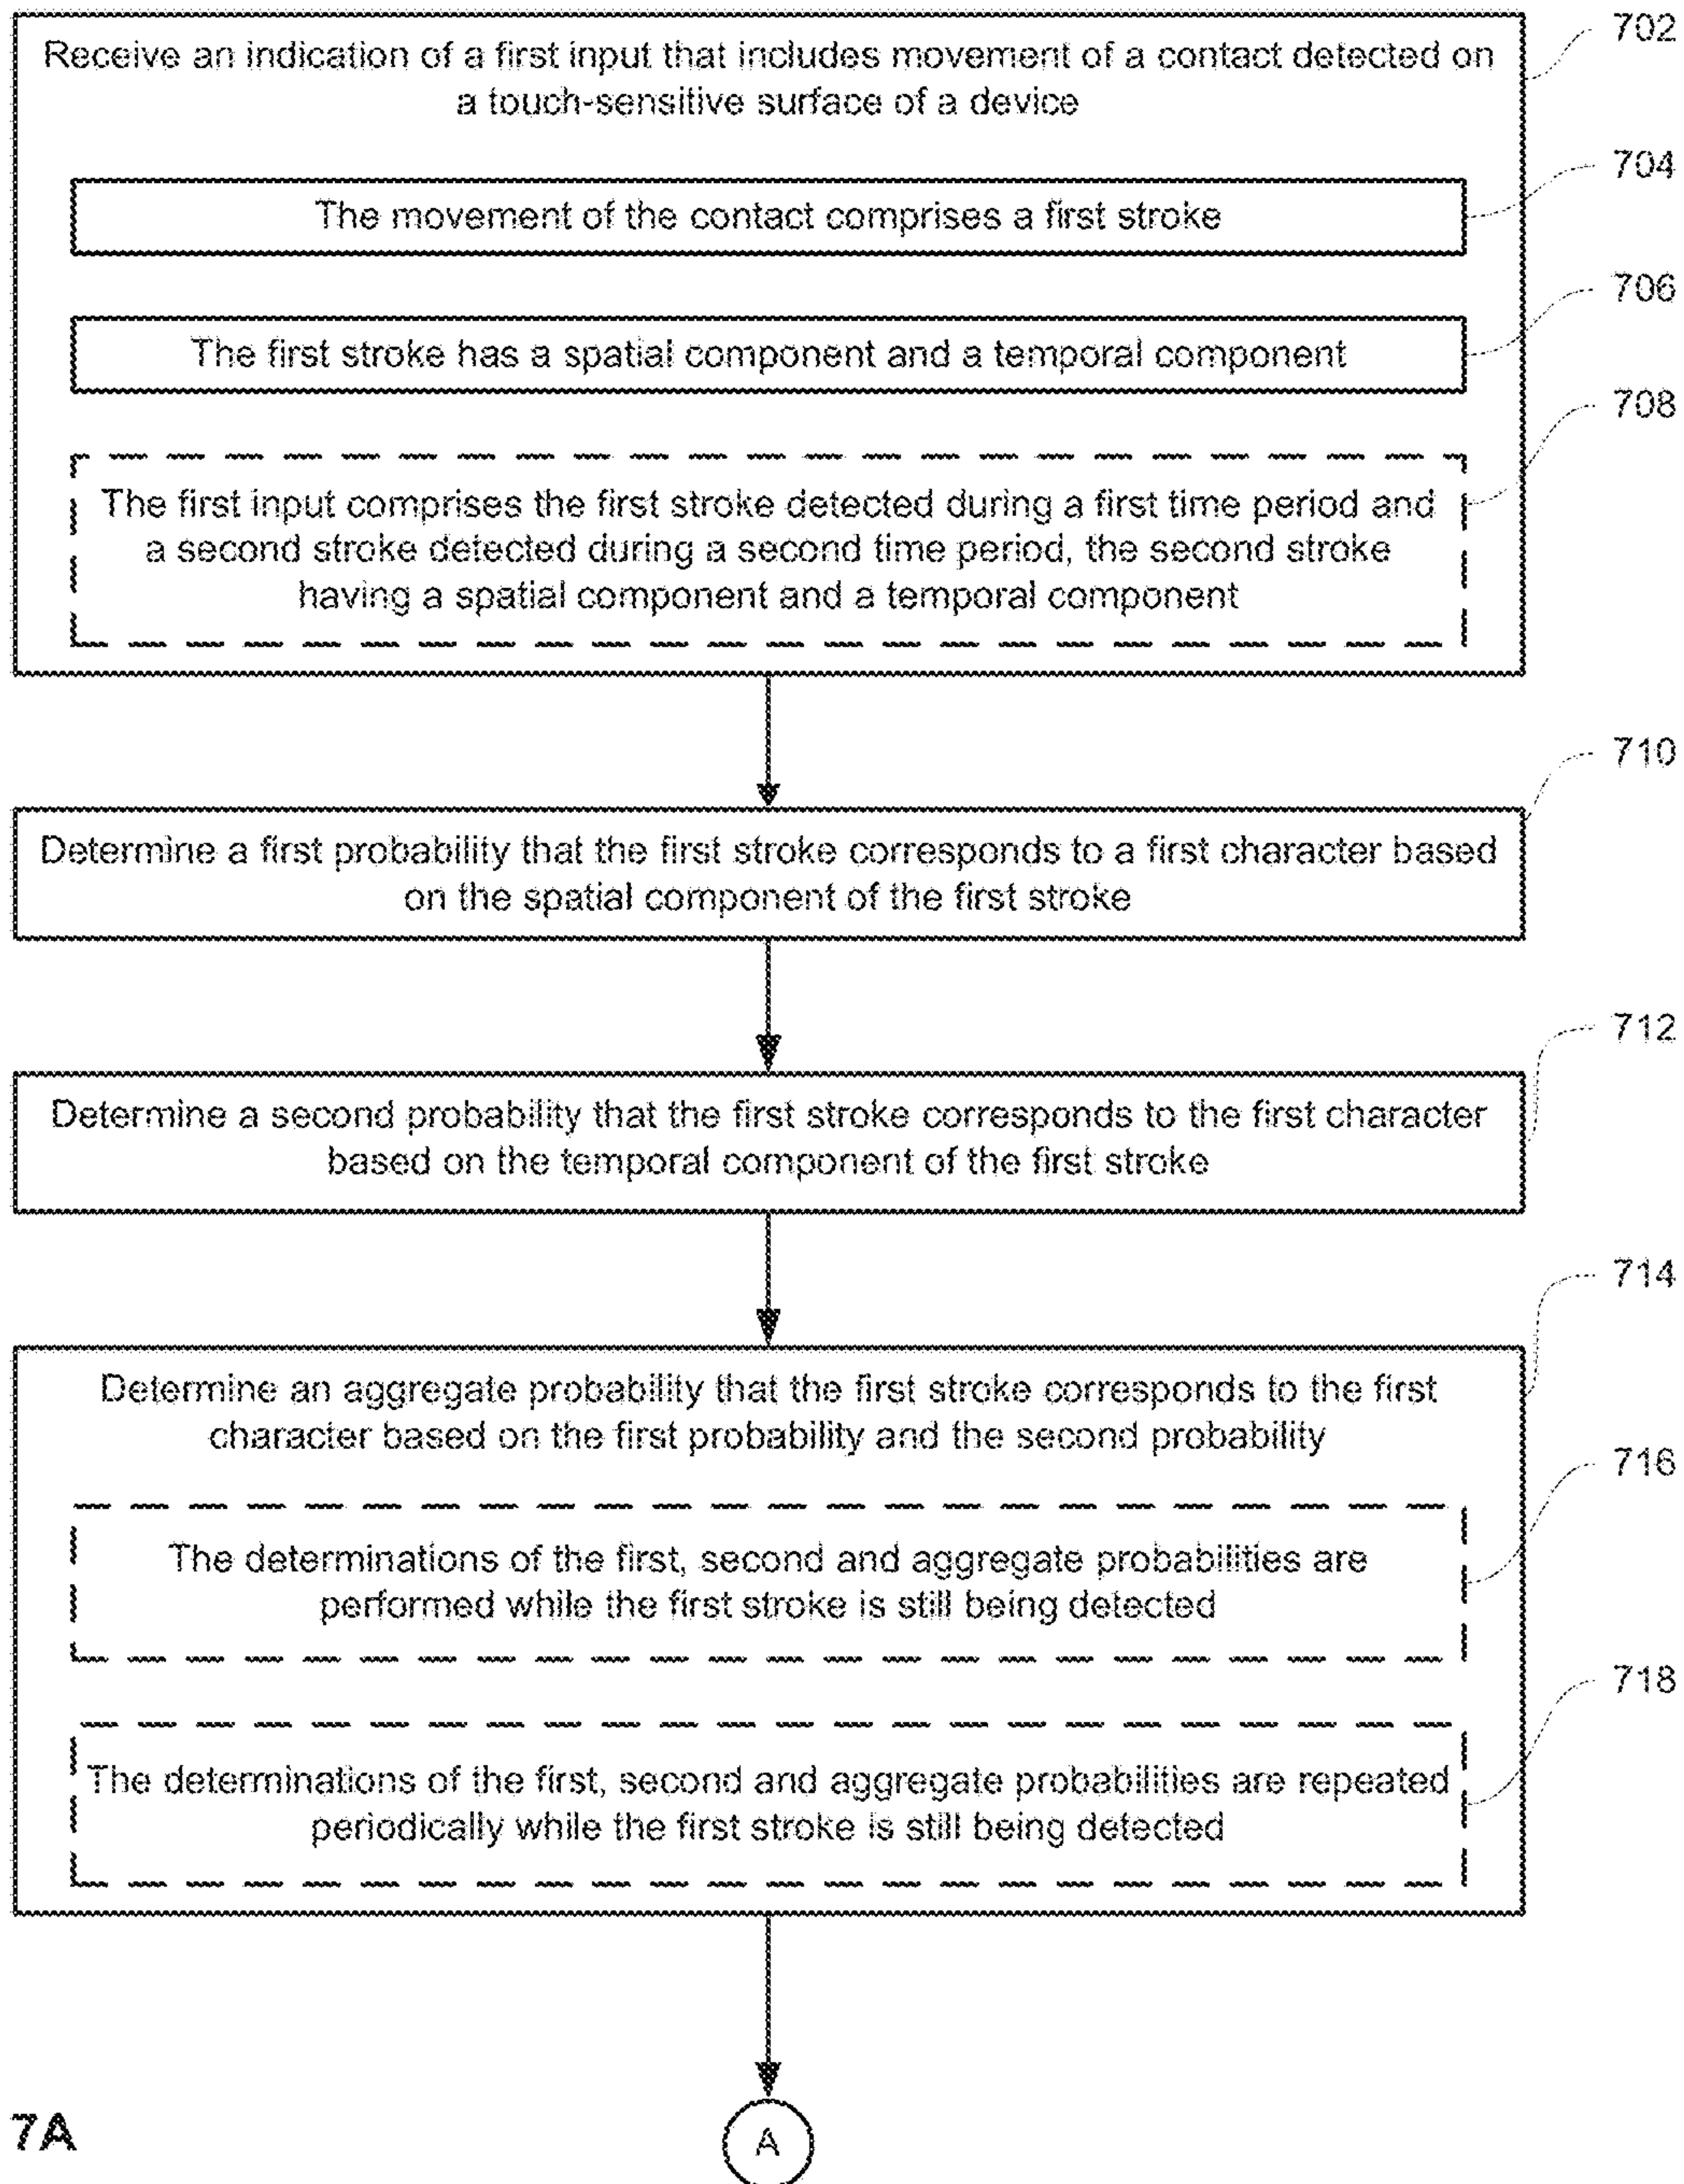 702
Receive an indication of a first input that includes movement of a contact detected on
a touch-sensitive surface of a device
704
The movement of the contact comprises a first stroke
706
The first stroke has a spatial component and a temporal component
708
The first input comprises the first stroke detected during a first time period and
a second stroke detected during a second time period, the second stroke
having a spatial component and a temporal component
710
Determine a first probability that the first stroke corresponds to a first character based
on the spatial component of the first stroke
712
Determine a second probability that the first stroke corresponds to the first character
based on the temporal component of the first stroke
714
Determine an aggregate probability that the first stroke corresponds to the first
character based on the first probability and the second probability
716
The determinations of the first, second and aggregate probabilities are
performed while the first stroke is still being detected
718
The determinations of the first, second and aggregate probabilities are repeated
periodically while the first stroke is still being detected
7A
A